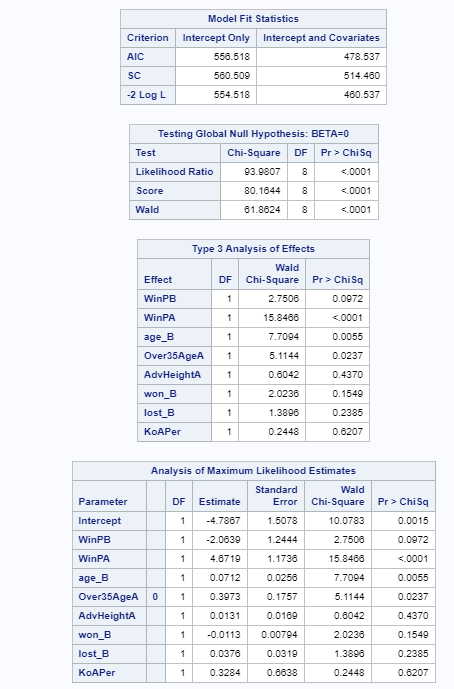 Model Fit Statistics
Criterion Intercept Only Intercept and Covariates
AIC 556.518 478.537
SC 560.509 514.460
-2 Log L 554.518 460.537
Testing Global Null Hypothesis: BETA=0
Test Chi-Square DF Pr > ChiSq
Likelihood Ratio 93.9807 8 <.0001
Score 80.1644 8 <.0001
Wald 61.8624 8 <.0001
Type 3 Analysis of Effects
Wald
Effect DF Chi-Square Pr > ChiSq
WinPB 1 2.7506 0.0972
WinPA 1 15.8466 <.0001
age_B 1 7.7094 0.0055
Over35AgeA 1 5.1144 0.0237
AdvHeightA 1 0.6042 0.4370
won_B 1 2.0236 0.1549
lost_B 1 1.3896 0.2385
KoAPer 1 0.2448 0.6207
Analysis of Maximum Likelihood Estimates
Standard Wald
Parameter DF Estimate Error Chi-Square Pr > ChiSq
Intercept 1 -4.7867 1.5078 10.0783 0.0015
WinPB 1 -2.0639 1.2444 2.7506 0.0972
WinPA 1 4.6719 1.1736 15.8466 <.0001
age_B 1 0.0712 0.0256 7.7094 0.0055
Over35AgeA 0 1 0.3973 0.1757 5.1144 0.0237
AdvHeightA 1 0.0131 0.0169 0.6042 0.4370
won_B 1 -0.0113 0.00794 2.0236 0.1549
lost_B 1 0.0376 0.0319 1.3896 0.2385
KoAPer 1 0.3284 0.6638 0.2448 0.6207